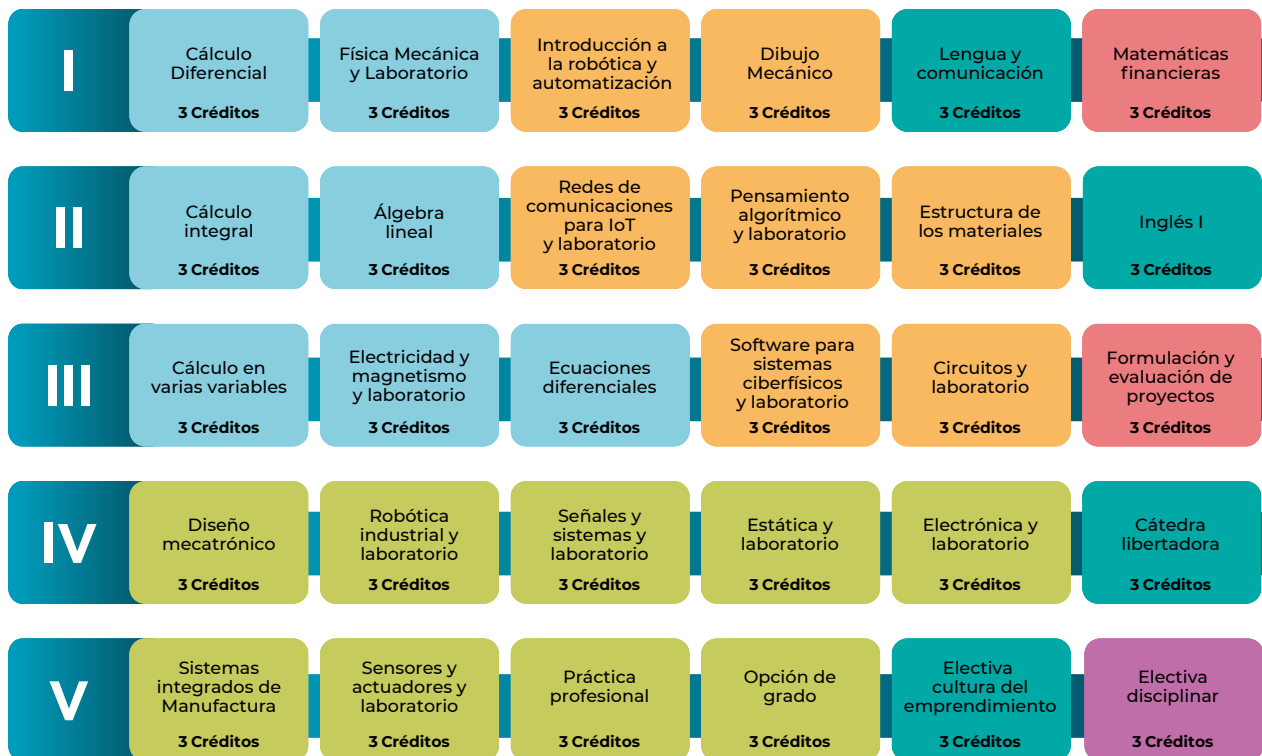 I
Cálculo
Diferencial
3 Créditos
Física Mecánica
y Laboratorio
3 Créditos
Introducción a
la robótica y
automatización
3 Créditos
Dibujo
Mecánico
3 Créditos
Lengua y
comunicación
3 Créditos
Matemáticas
financieras
3 Créditos
II
Cálculo
integral
3 Créditos
Álgebra
lineal
3 Créditos
Redes de
comunicaciones
para IoT
y laboratorio
3 Créditos
Pensamiento
algorítmico
y laboratorio
3 Créditos
Estructura de
los materiales
3 Créditos
Inglés I
3 Créditos
III
Cálculo en
varias variables
3 Créditos
Electricidad y
magnetismo
y laboratorio
3 Créditos
Ecuaciones
diferenciales
3 Créditos
Software para
sistemas
ciberfísicos
y laboratorio
3 Créditos
Circuitos y
laboratorio
3 Créditos
Formulación y
evaluación de
proyectos
3 Créditos
IV
Diseño
mecatrónico
3 Créditos
Robótica
industrial y
laboratorio
3 Créditos
Señales y
sistemas y
laboratorio
3 Créditos
Estática y
laboratorio
3 Créditos
Electrónica y
laboratorio
3 Créditos
Cátedra
libertadora
3 Créditos
V
Sistemas
integrados de
Manufactura
3 Créditos
Sensores y
actuadores y
laboratorio
3 Créditos
Práctica
profesional
3 Créditos
Opción de
grado
3 Créditos
Electiva
cultura del
emprendimiento
3 Créditos
Electiva
disciplinar
3 Créditos